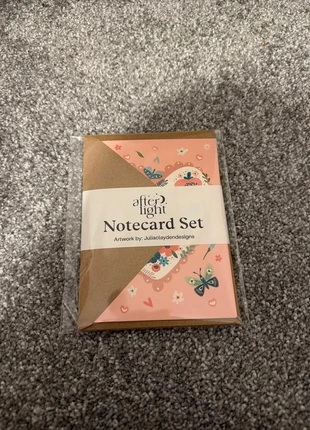 after
light
Notecard Set
Artwork by: Juliaclaydendesigns